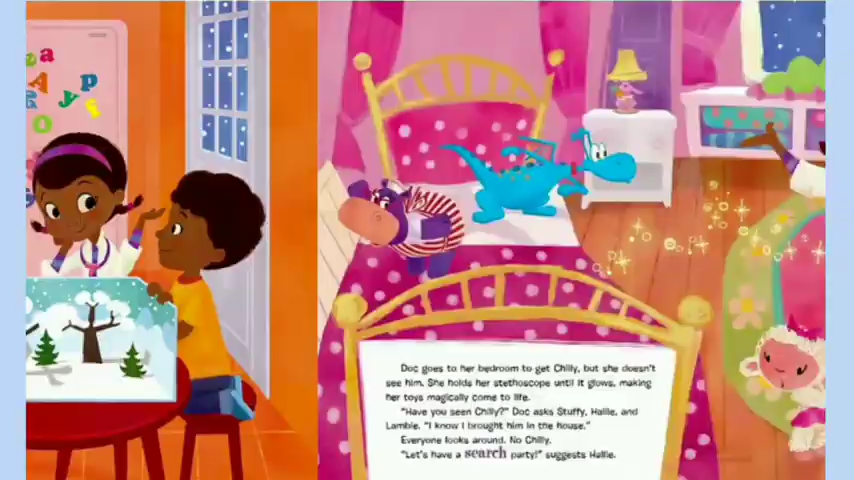 a
A
R
y
p
O
Doc goes to her bedroom to get Chilly, but she doesn't
see him. She holds her stethoscope until it glows, making
her toys magically come to life.
"Have you seen Chilly?" Doc asks Stuffy, Hallie, and
Lambie. "I know I brought him in the house."
Everyone looks around. No Chilly.
"Let's have a search party!" suggests Hallie.